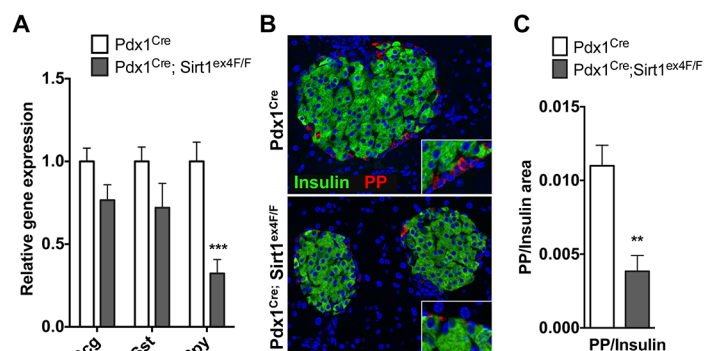 A
Pdx1Cre
Pdx1Cre; Sirt1ex4F/F
Relative gene expression
1.5
1.0
0.5
0.0
***
B
Pdx1Cre
Insulin PP
Pdx1Cre; Sirt1ex4F/F
C
Pdx1Cre
Pdx1Cre;Sirt1ex4F/F
PP/Insulin area
0.015
0.010
0.005
0.000
**
PP/Insulin